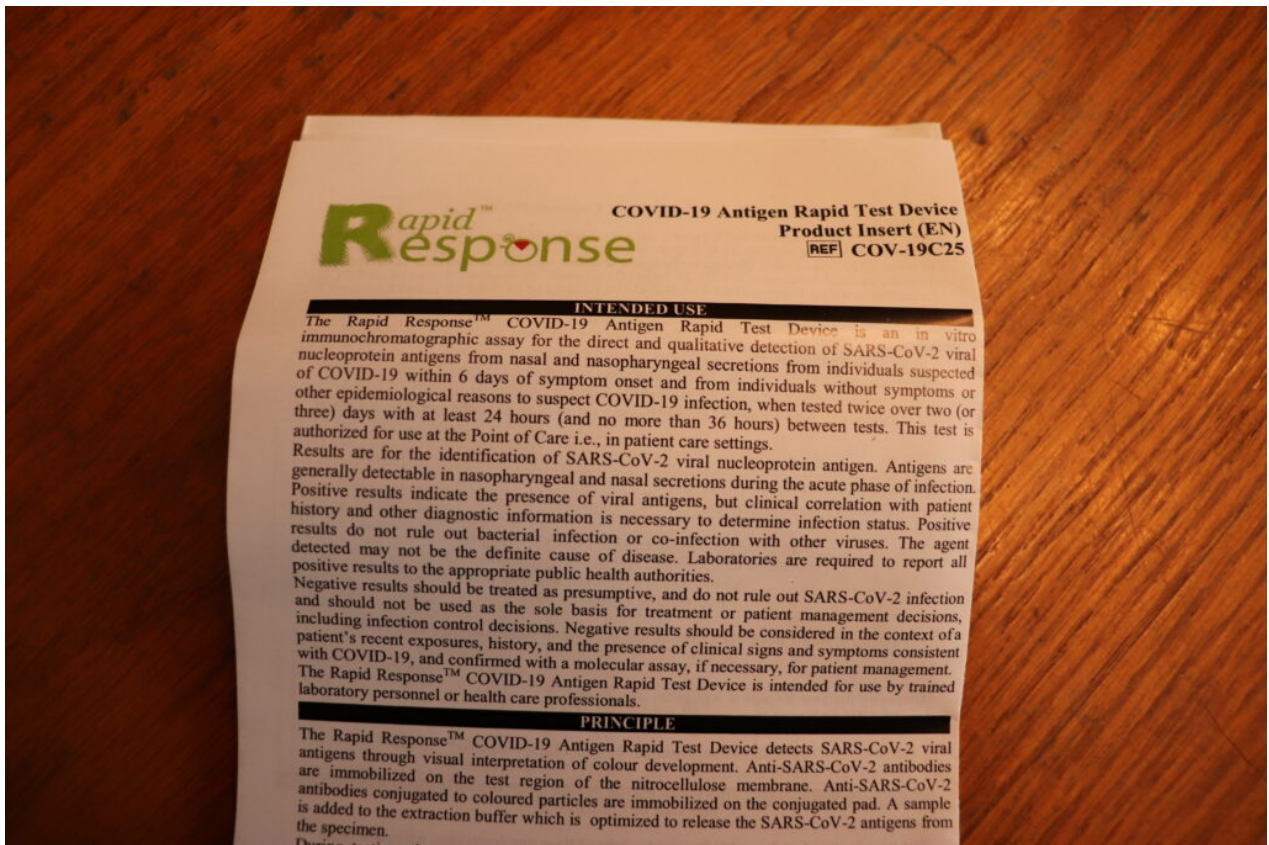 Rapid™
Response
COVID-19 Antigen Rapid Test Device
Product Insert (EN)
REF COV-19C25
INTENDED USE
The Rapid Response™ COVID-19 Antigen Rapid Test Device is an in vitro
immunochromatographic assay for the direct and qualitative detection of SARS-CoV-2 viral
nucleoprotein antigens from nasal and nasopharyngeal secretions from individuals suspected
of COVID-19 within 6 days of symptom onset and from individuals without symptoms or
other epidemiological reasons to suspect COVID-19 infection, when tested twice over two (or
three) days with at least 24 hours (and no more than 36 hours) between tests. This test is
authorized for use at the Point of Care i.e., in patient care settings.
Results are for the identification of SARS-CoV-2 viral nucleoprotein antigen. Antigens are
generally detectable in nasopharyngeal and nasal secretions during the acute phase of infection.
Positive results indicate the presence of viral antigens, but clinical correlation with patient
history and other diagnostic information is necessary to determine infection status. Positive
results do not rule out bacterial infection or co-infection with other viruses. The agent
detected may not be the definite cause of disease. Laboratories are required to report all
positive results to the appropriate public health authorities.
Negative results should be treated as presumptive, and do not rule out SARS-CoV-2 infection
and should not be used as the sole basis for treatment or patient management decisions,
including infection control decisions. Negative results should be considered in the context of a
patient's recent exposures, history, and the presence of clinical signs and symptoms consistent
with COVID-19, and confirmed with a molecular assay, if necessary, for patient management.
The Rapid Response™ COVID-19 Antigen Rapid Test Device is intended for use by trained
laboratory personnel or health care professionals.
PRINCIPLE
The Rapid Response™ COVID-19 Antigen Rapid Test Device detects SARS-CoV-2 viral
antigens through visual interpretation of colour development. Anti-SARS-CoV-2 antibodies
are immobilized on the test region of the nitrocellulose membrane. Anti-SARS-CoV-2
antibodies conjugated to coloured particles are immobilized on the conjugated pad. A sample
is added to the extraction buffer which is optimized to release the SARS-CoV-2 antigens from
the specimen.